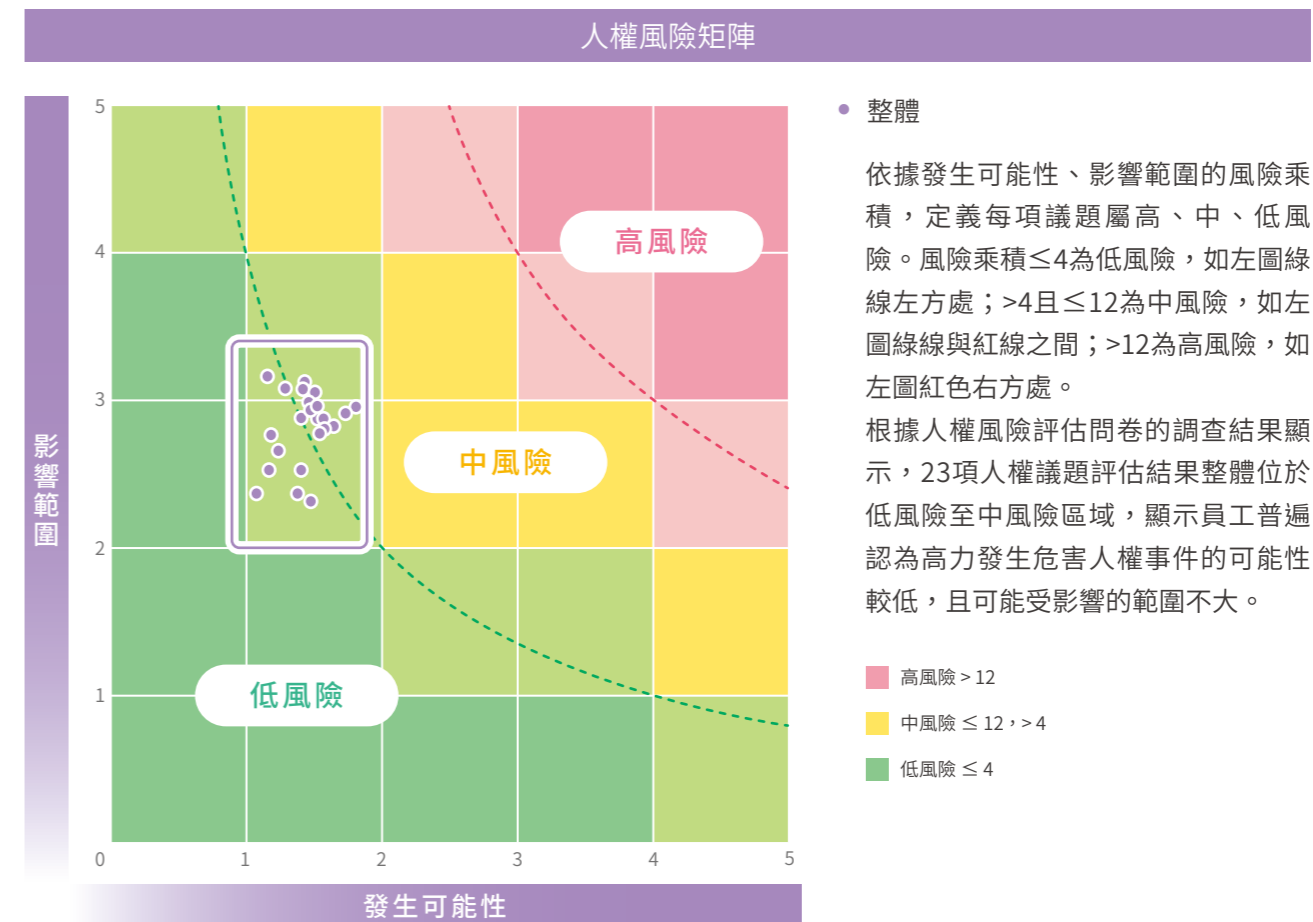 人權風險矩陣
影響範圍
5
4
3
2
1
0
1
2
3
4
5
高風險
中風險
低風險
發生可能性
• 整體
依據發生可能性、影響範圍的風險乘
積，定義每項議題屬高、中、低風
險。風險乘積≤4為低風險，如左圖綠
線左方處；>4且≤12為中風險，如左
圖綠線與紅線之間；>12為高風險，如
左圖紅色右方處。
根據人權風險評估問卷的調查結果顯
示，23項人權議題評估結果整體位於
低風險至中風險區域，顯示員工普遍
認為高力發生危害人權事件的可能性
較低，且可能受影響的範圍不大。
高風險 > 12
中風險 ≤ 12，> 4
低風險 ≤ 4